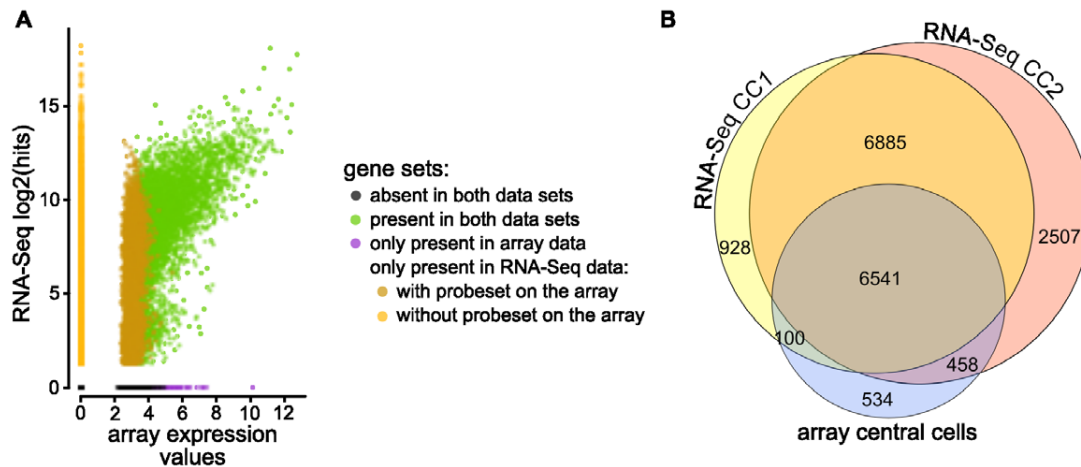 A
RNA-Seq log2(hits)
15
10
5
0
0
2
4
6
8
10
12
array expression
values
gene sets:
absent in both data sets
present in both data sets
only present in array data
only present in RNA-Seq data:
with probeset on the array
without probeset on the array
B
RNA-Seq CC1
RNA-Seq CC2
6885
928
2507
6541
100
458
534
array central cells